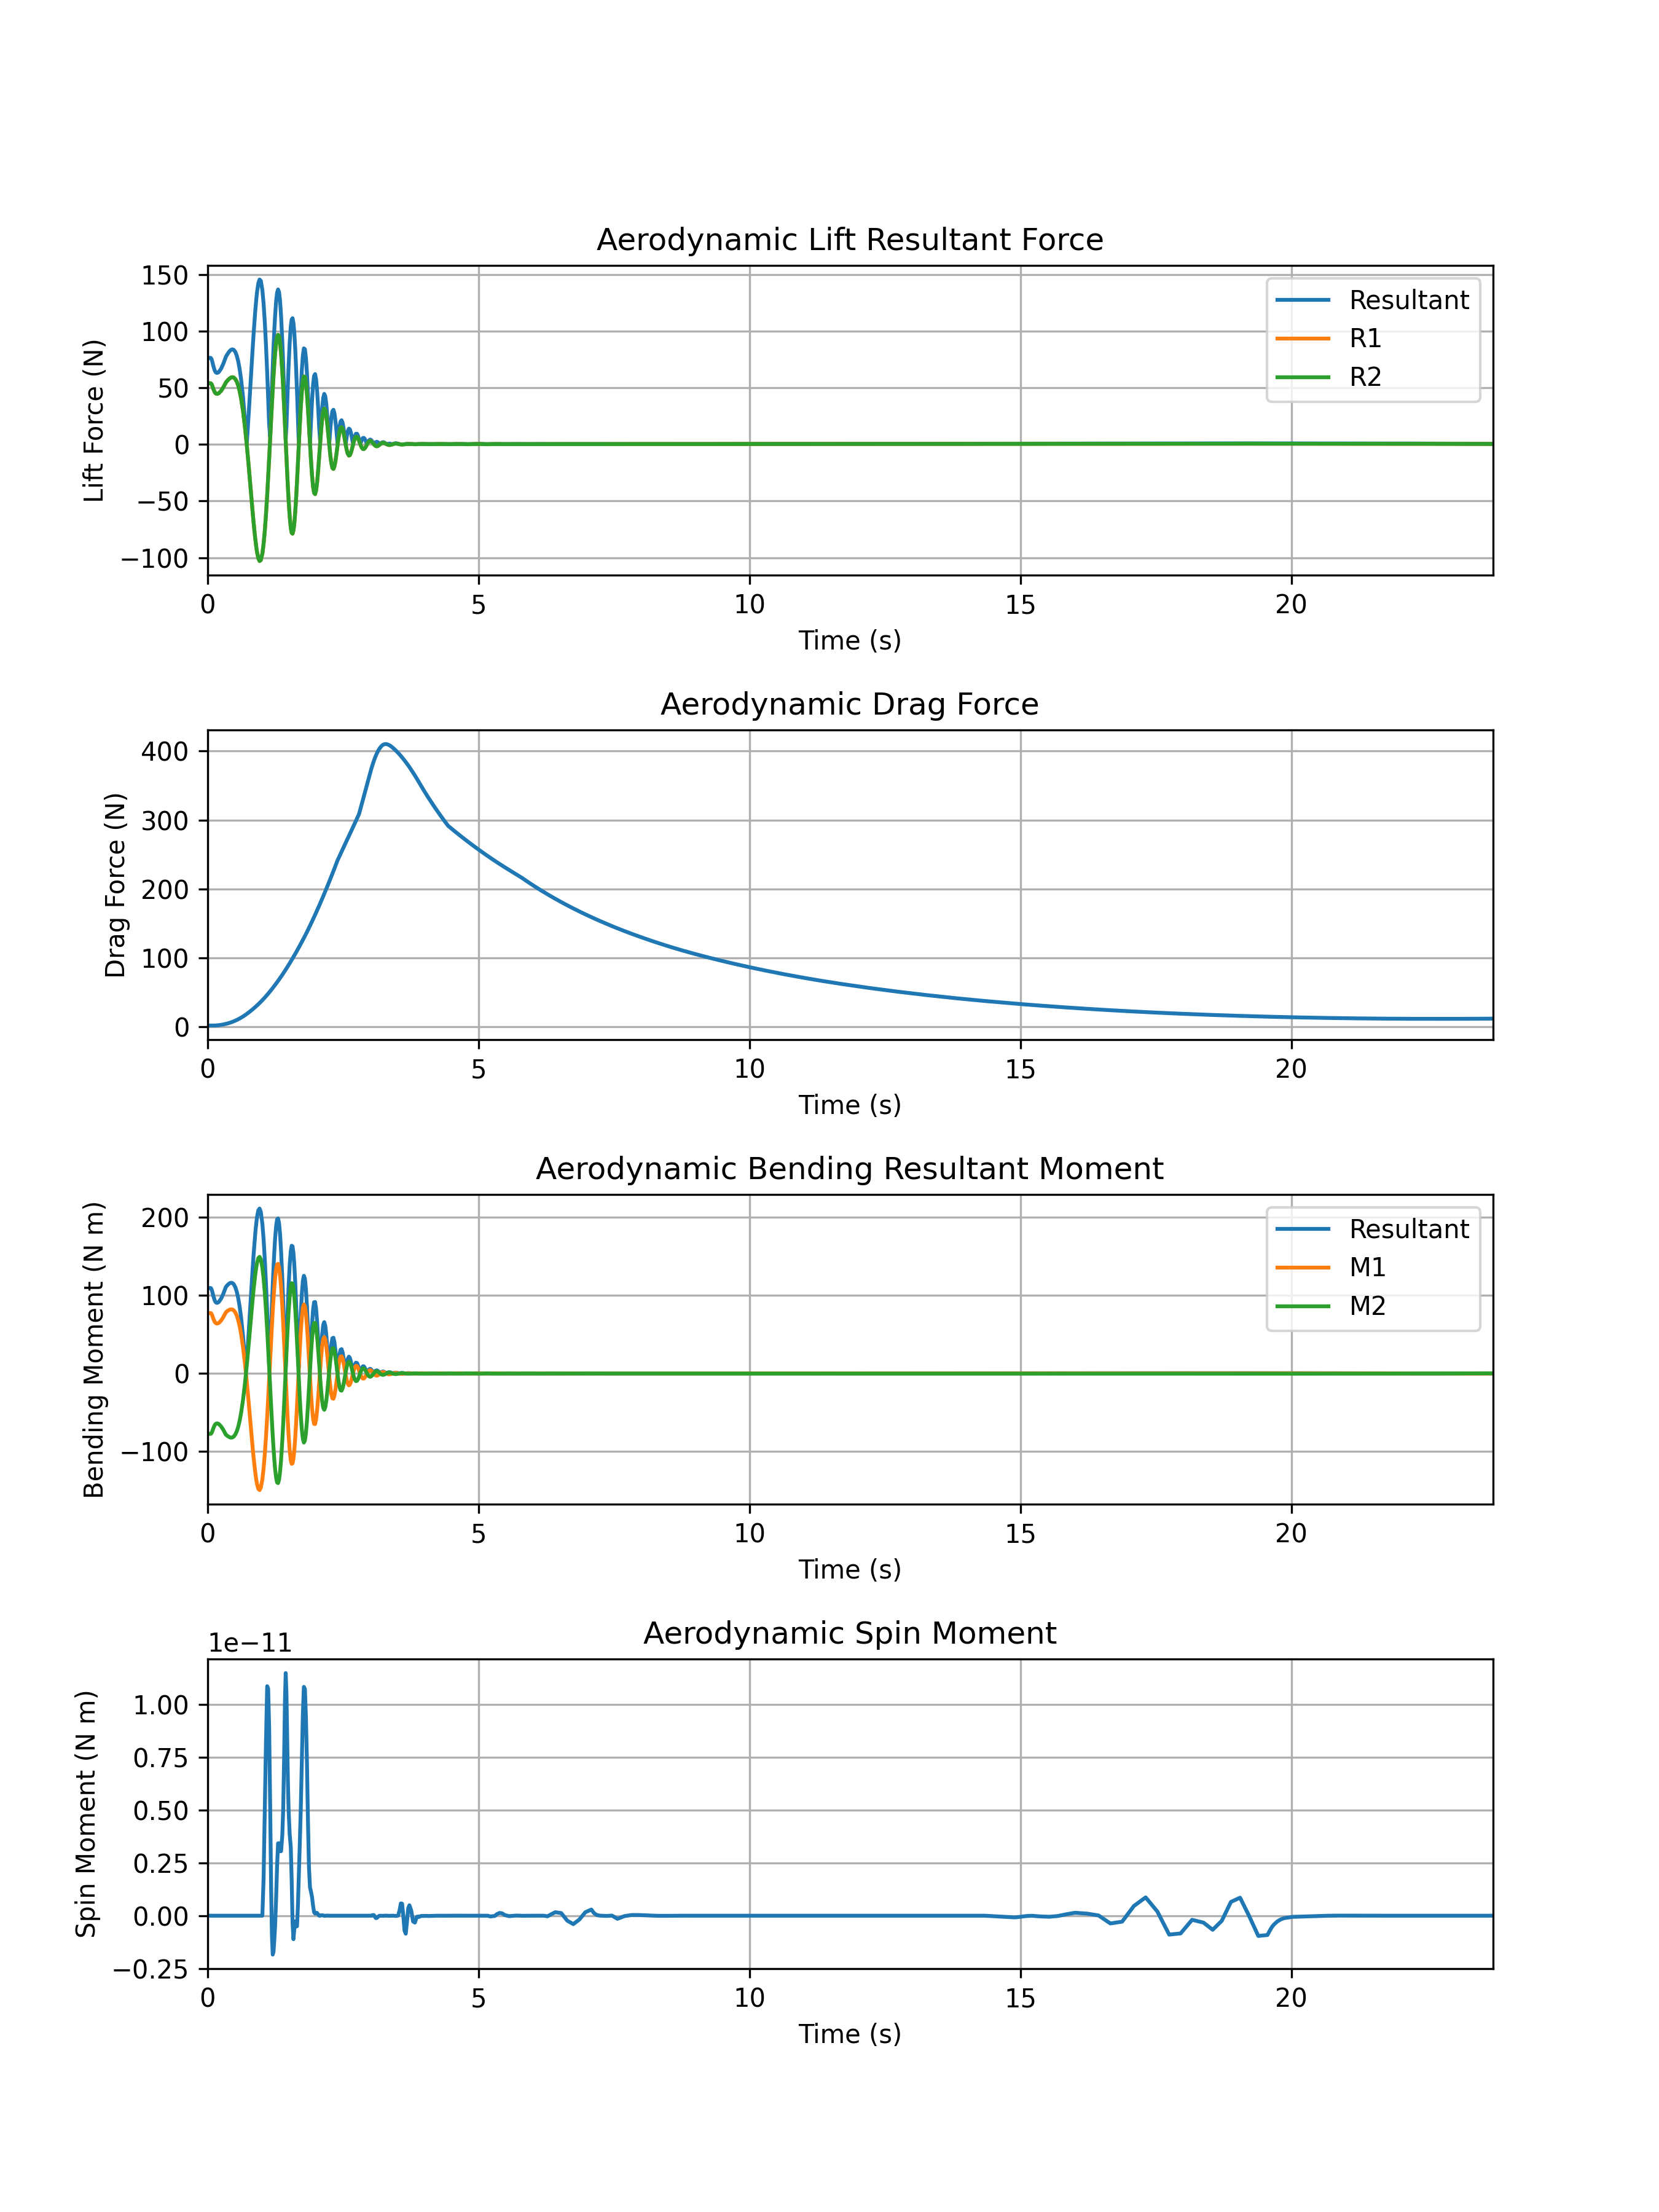 Aerodynamic Lift Resultant Force
150
100
50
0
−50
−100
Lift Force (N)
Resultant
R1
R2
0 5 10 15 20
Time (s)
Aerodynamic Drag Force
400
300
200
100
0
Drag Force (N)
0 5 10 15 20
Time (s)
Aerodynamic Bending Resultant Moment
200
100
0
−100
Bending Moment (N m)
Resultant
M1
M2
0 5 10 15 20
Time (s)
Aerodynamic Spin Moment
1e−11
1.00
0.75
0.50
0.25
0.00
−0.25
Spin Moment (N m)
0 5 10 15 20
Time (s)